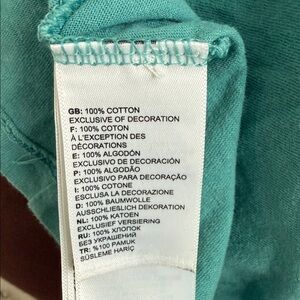 GB: 100% COTTON
EXCLUSIVE OF DECORATION
F: 100% COTON
À L'EXCEPTION DES
DÉCORATIONS
E: 100% ALGODÓN
EXCLUSIVO DE DECORACIÓN
P: 100% ALGODÃO
EXCLUSIVO PARA DECORAÇÃO
I: 100% COTONE
ESCLUSA LA DECORAZIONE
D: 100% BAUMWOLLE
AUSSCHLIESSLICH DEKORATION
NL: 100% KATOEN
EXCLUSIEF VERSIERING
RU: 100% ХЛОПОК
БЕЗ УКРАШЕНИЙ
TR: %100 PAMUK
SÜSLEME HARİÇ